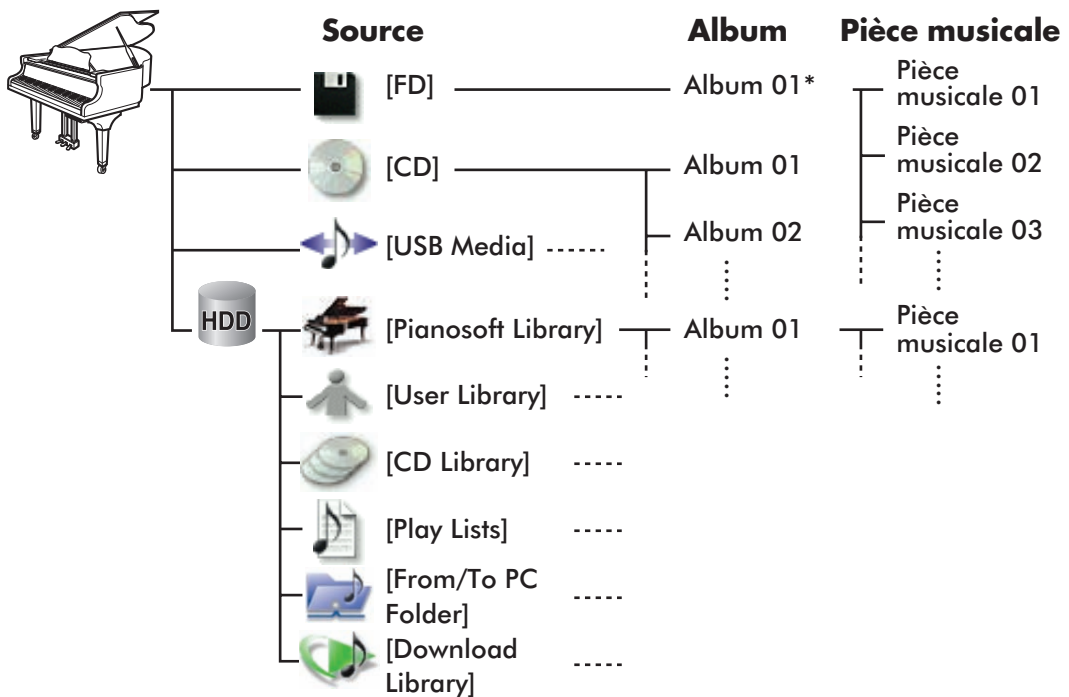 Source Album Pièce musicale
[FD] Album 01* Pièce
musicale 01
[CD] Album 01 Pièce
musicale 02
[USB Media] Album 02 Pièce
musicale 03
HDD [Pianosoft Library] Album 01 Pièce
musicale 01
[User Library]
[CD Library]
[Play Lists]
[From/To PC
Folder]
[Download
Library]